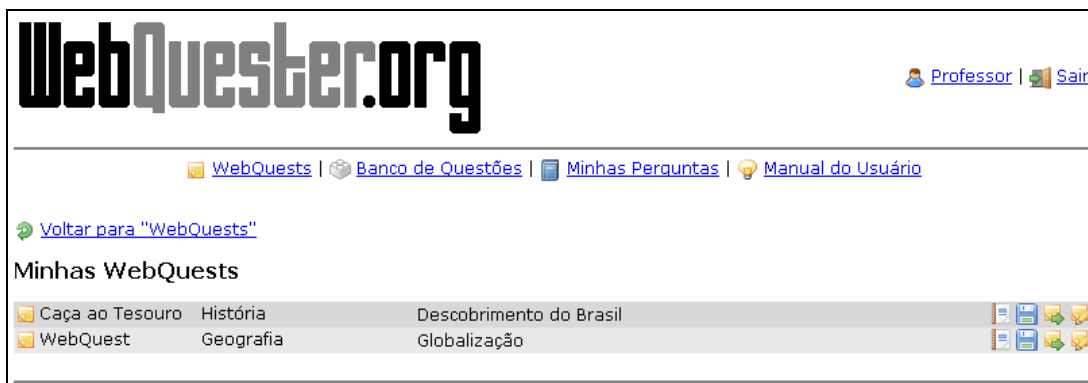 WebQuester.org
Professor | Sair
WebQuests | Banco de Questões | Minhas Perguntas | Manual do Usuário
Voltar para "WebQuests"
Minhas WebQuests
Caça ao Tesouro História Descobrimento do Brasil
WebQuest Geografia Globalização